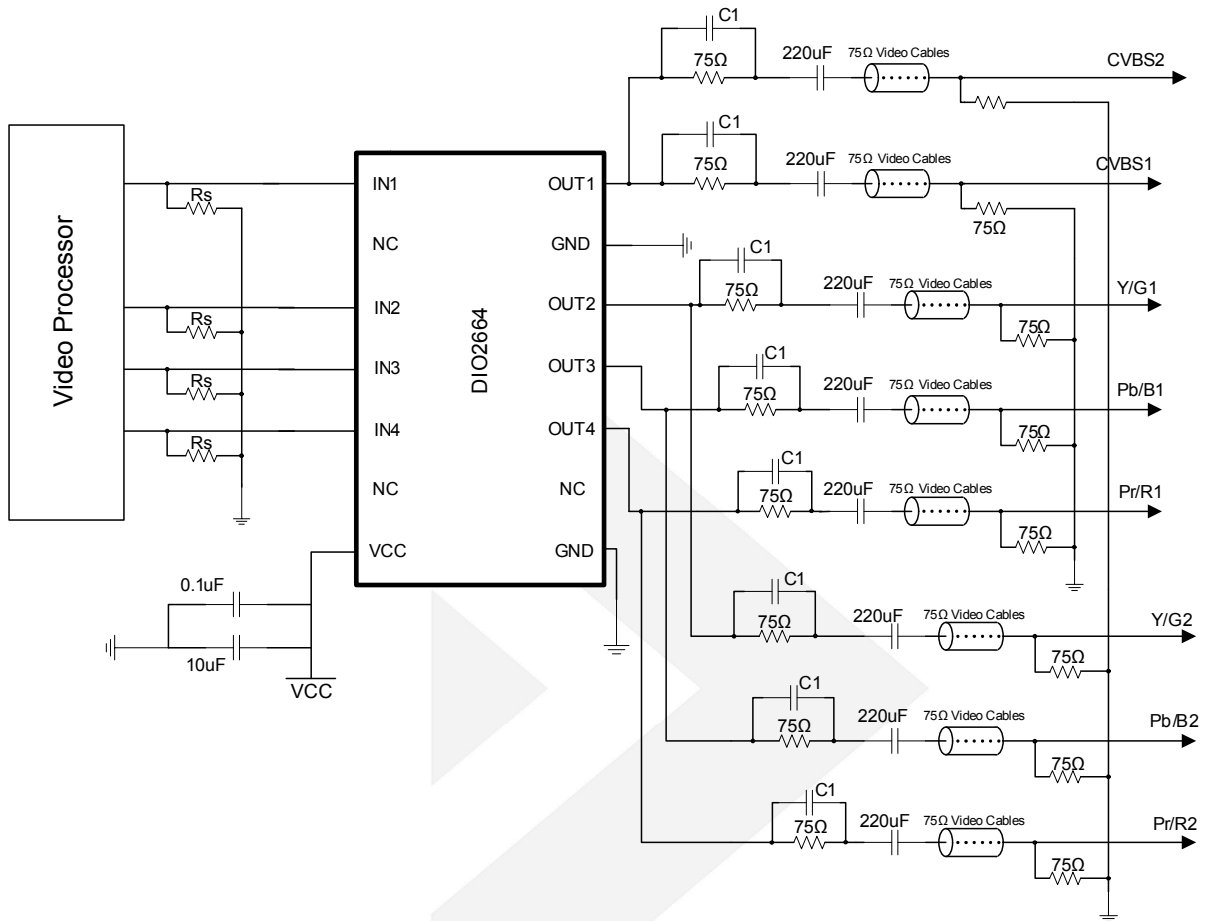 C1
75Ω
220uF
75Ω Video Cables
CVBS2
C1
75Ω
220uF
75Ω Video Cables
CVBS1
75Ω
Video Processor
Rs
Rs
Rs
Rs
IN1
NC
IN2
IN3
IN4
NC
VCC
DIO2664
OUT1
GND
OUT2
OUT3
OUT4
NC
GND
0.1uF
10uF
VCC
C1
75Ω
220uF
75Ω Video Cables
Y/G1
75Ω
C1
75Ω
220uF
75Ω Video Cables
Pb/B1
75Ω
C1
75Ω
220uF
75Ω Video Cables
Pr/R1
75Ω
C1
75Ω
220uF
75Ω Video Cables
Y/G2
75Ω
C1
75Ω
220uF
75Ω Video Cables
Pb/B2
75Ω
C1
75Ω
220uF
75Ω Video Cables
Pr/R2
75Ω